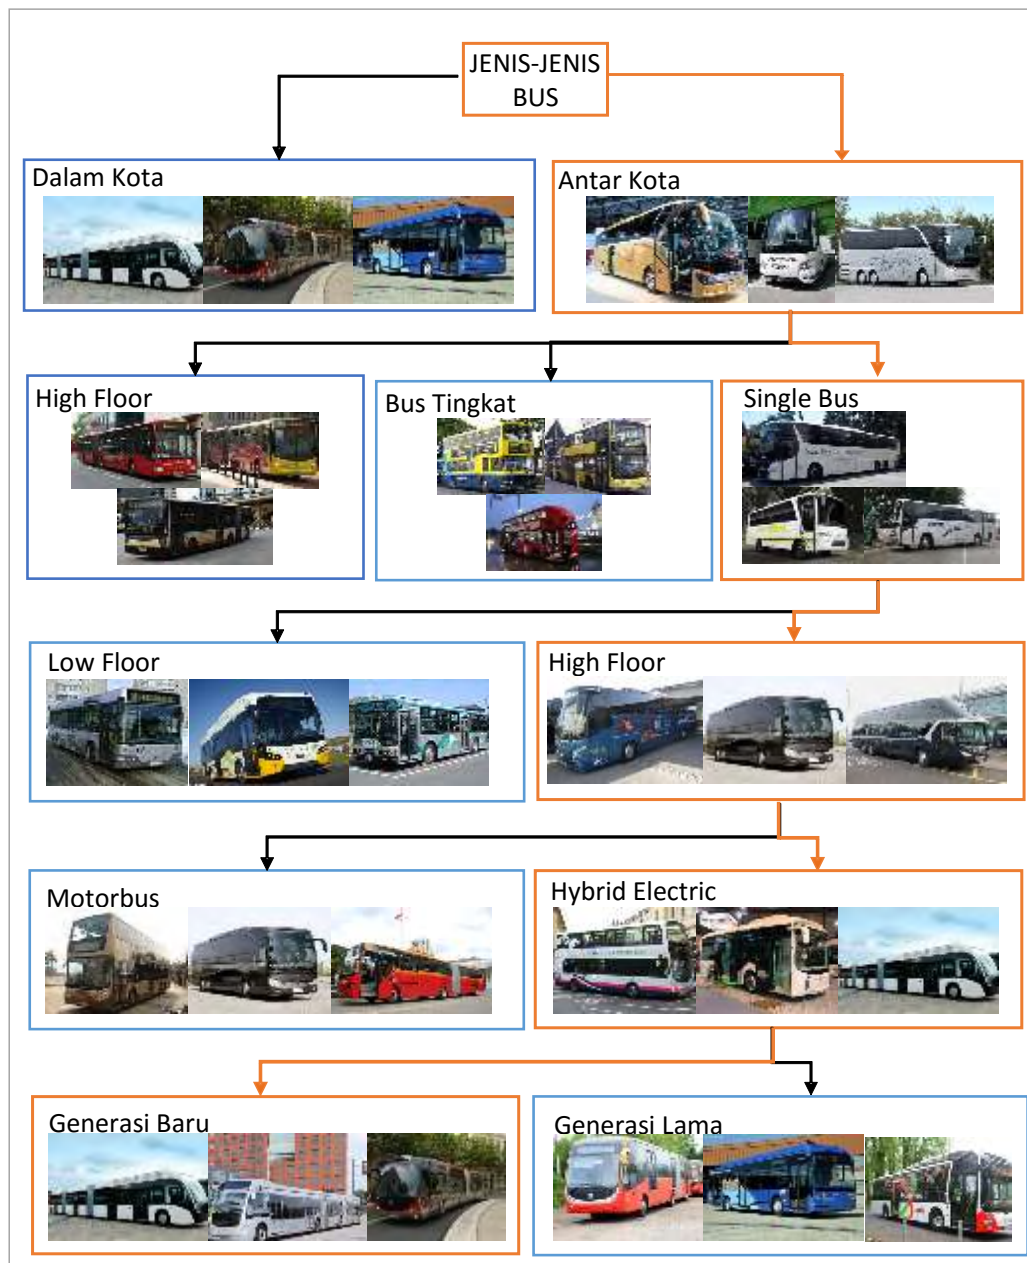 JENIS-JENIS
BUS
Dalam Kota
Antar Kota
High Floor
Bus Tingkat
Single Bus
Low Floor
High Floor
Motorbus
Hybrid Electric
Generasi Baru
Generasi Lama